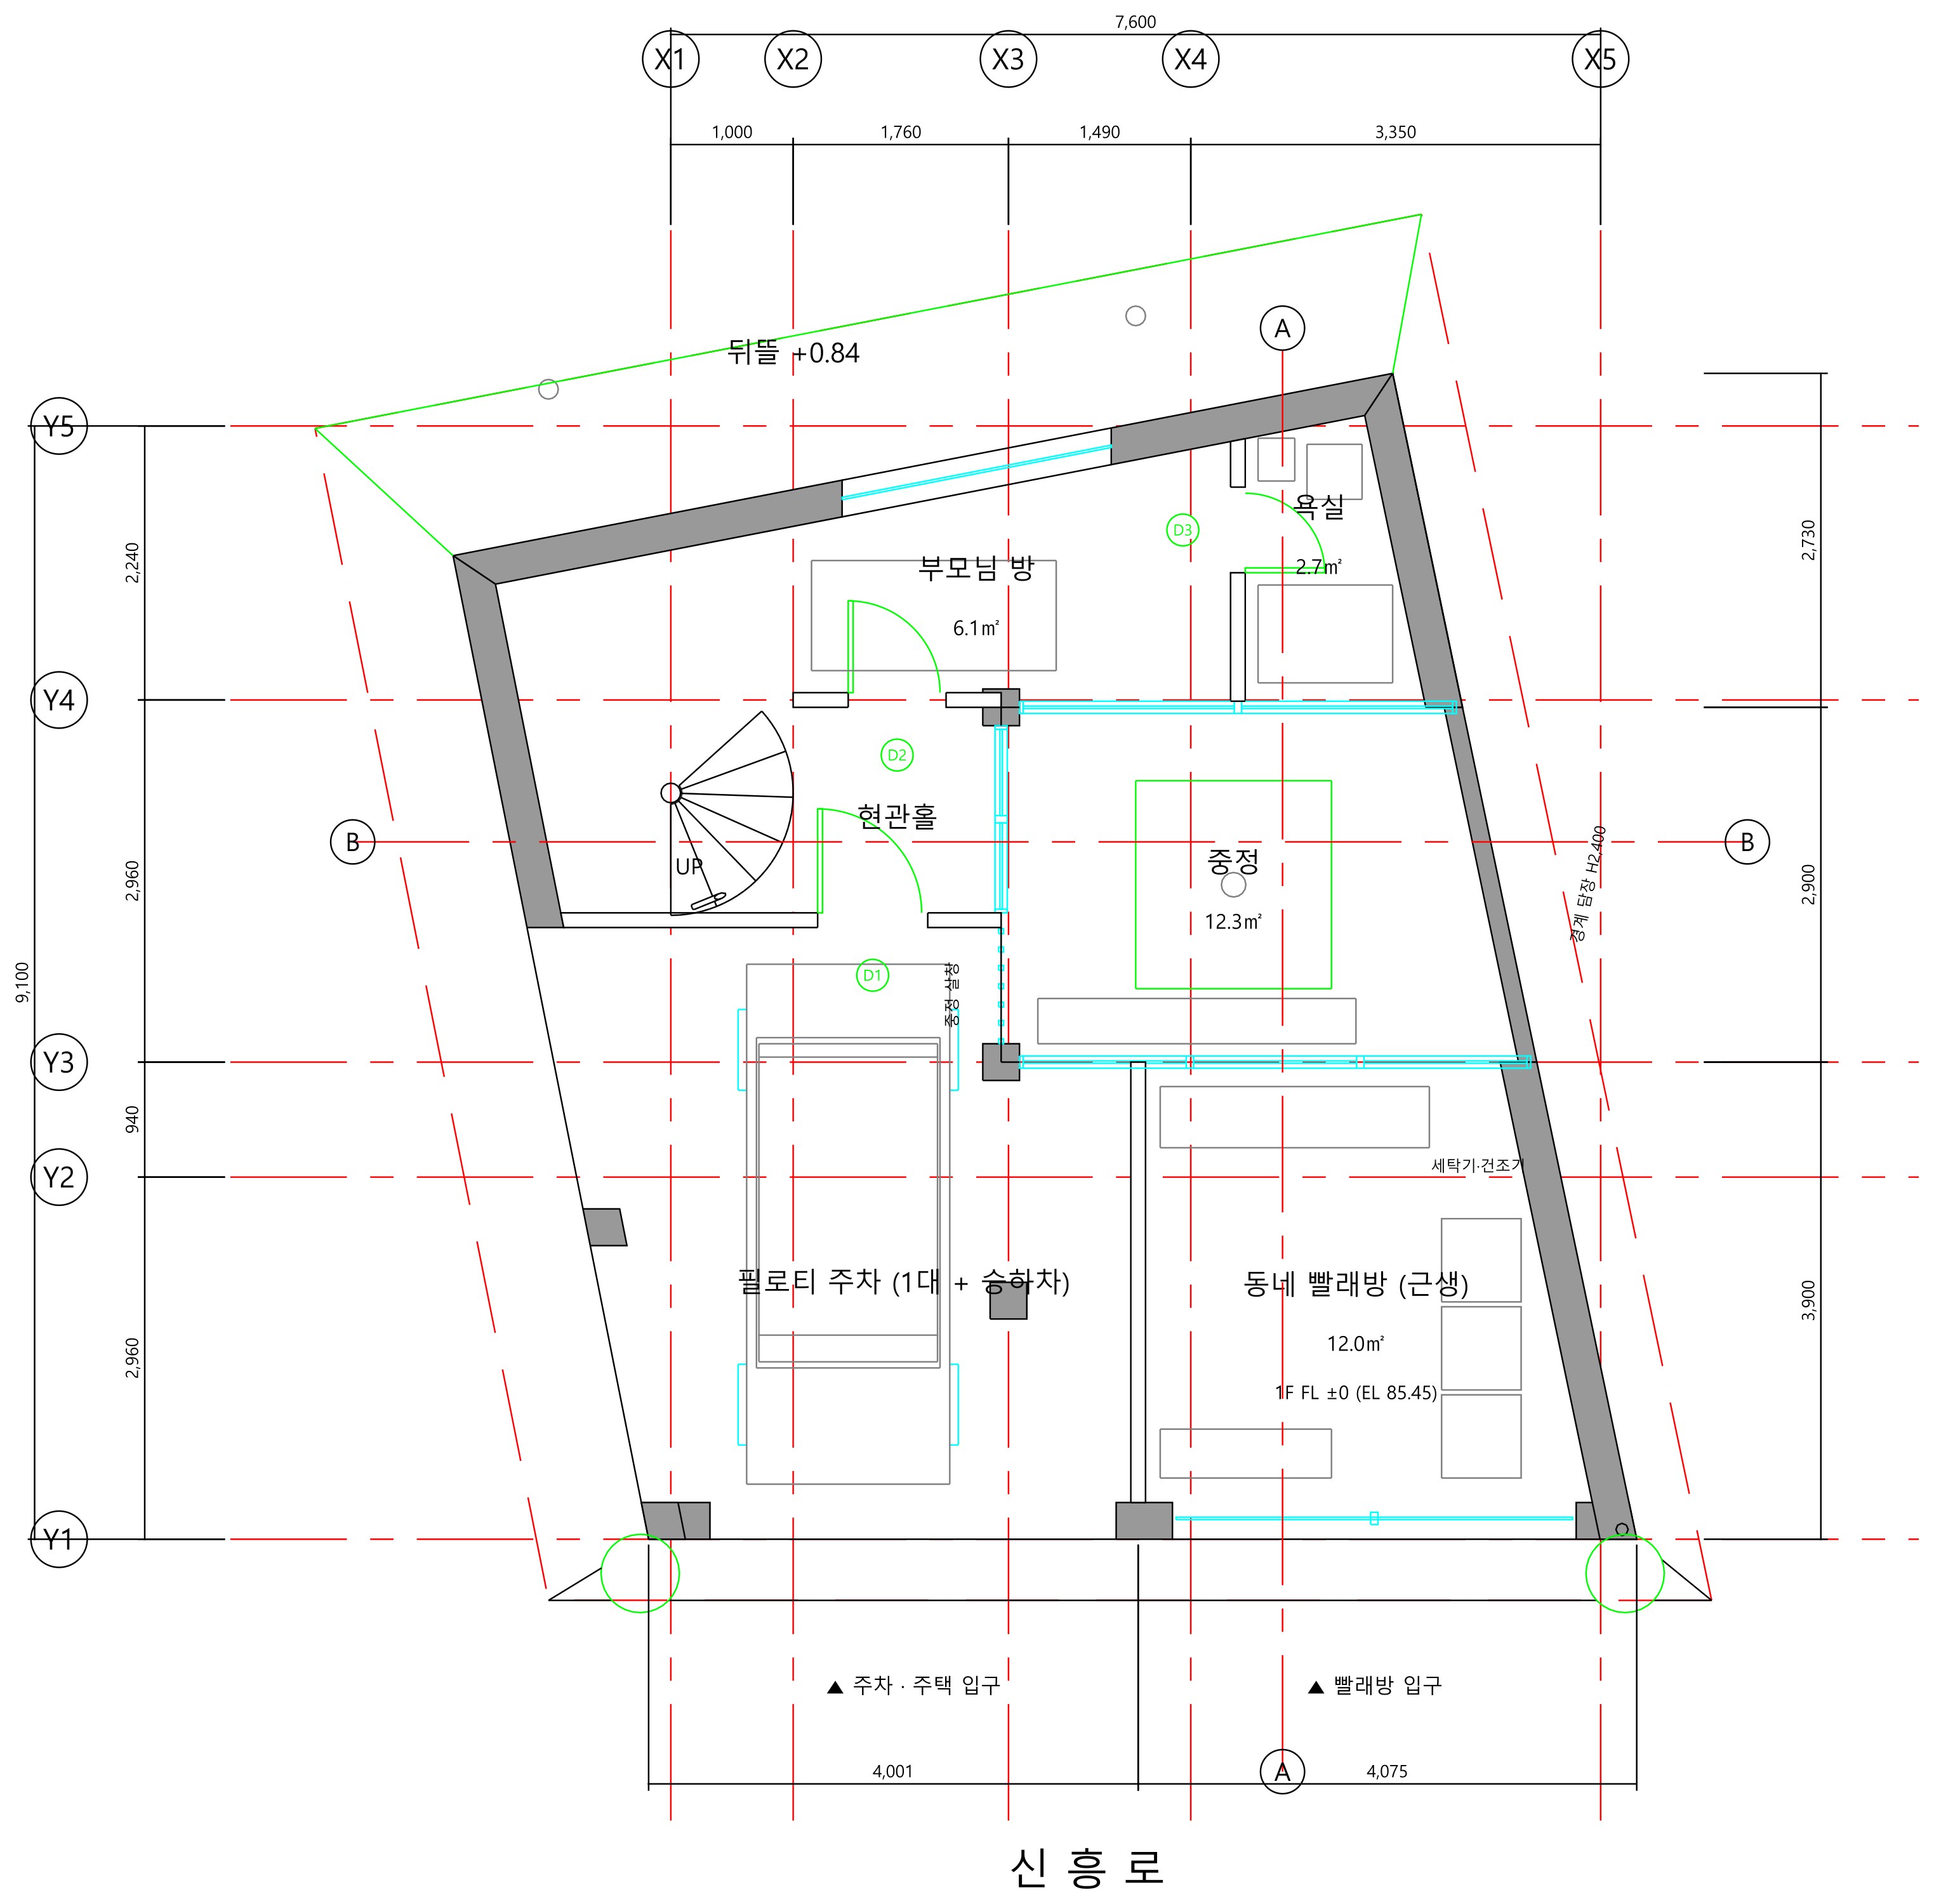 7,600
X1 X2 X3 X4 X5
1,000 1,760 1,490 3,350
A
뒤뜰 +0.84
Y5
욕실
D3
2,240
2,730
부모님 방
2.7㎡
6.1㎡
Y4
D2
현관홀
B
B
중정
UP
경계 담장 H2,400
2,960
2,900
12.3㎡
D1
중정 살창
9,100
Y3
940
세탁기·건조기
Y2
필로티 주차 (1대 + 승하차)
동네 빨래방 (근생)
3,900
12.0㎡
2,960
1F FL ±0 (EL 85.45)
Y1
▲ 주차 · 주택 입구
▲ 빨래방 입구
4,001
4,075
A
신 흥 로